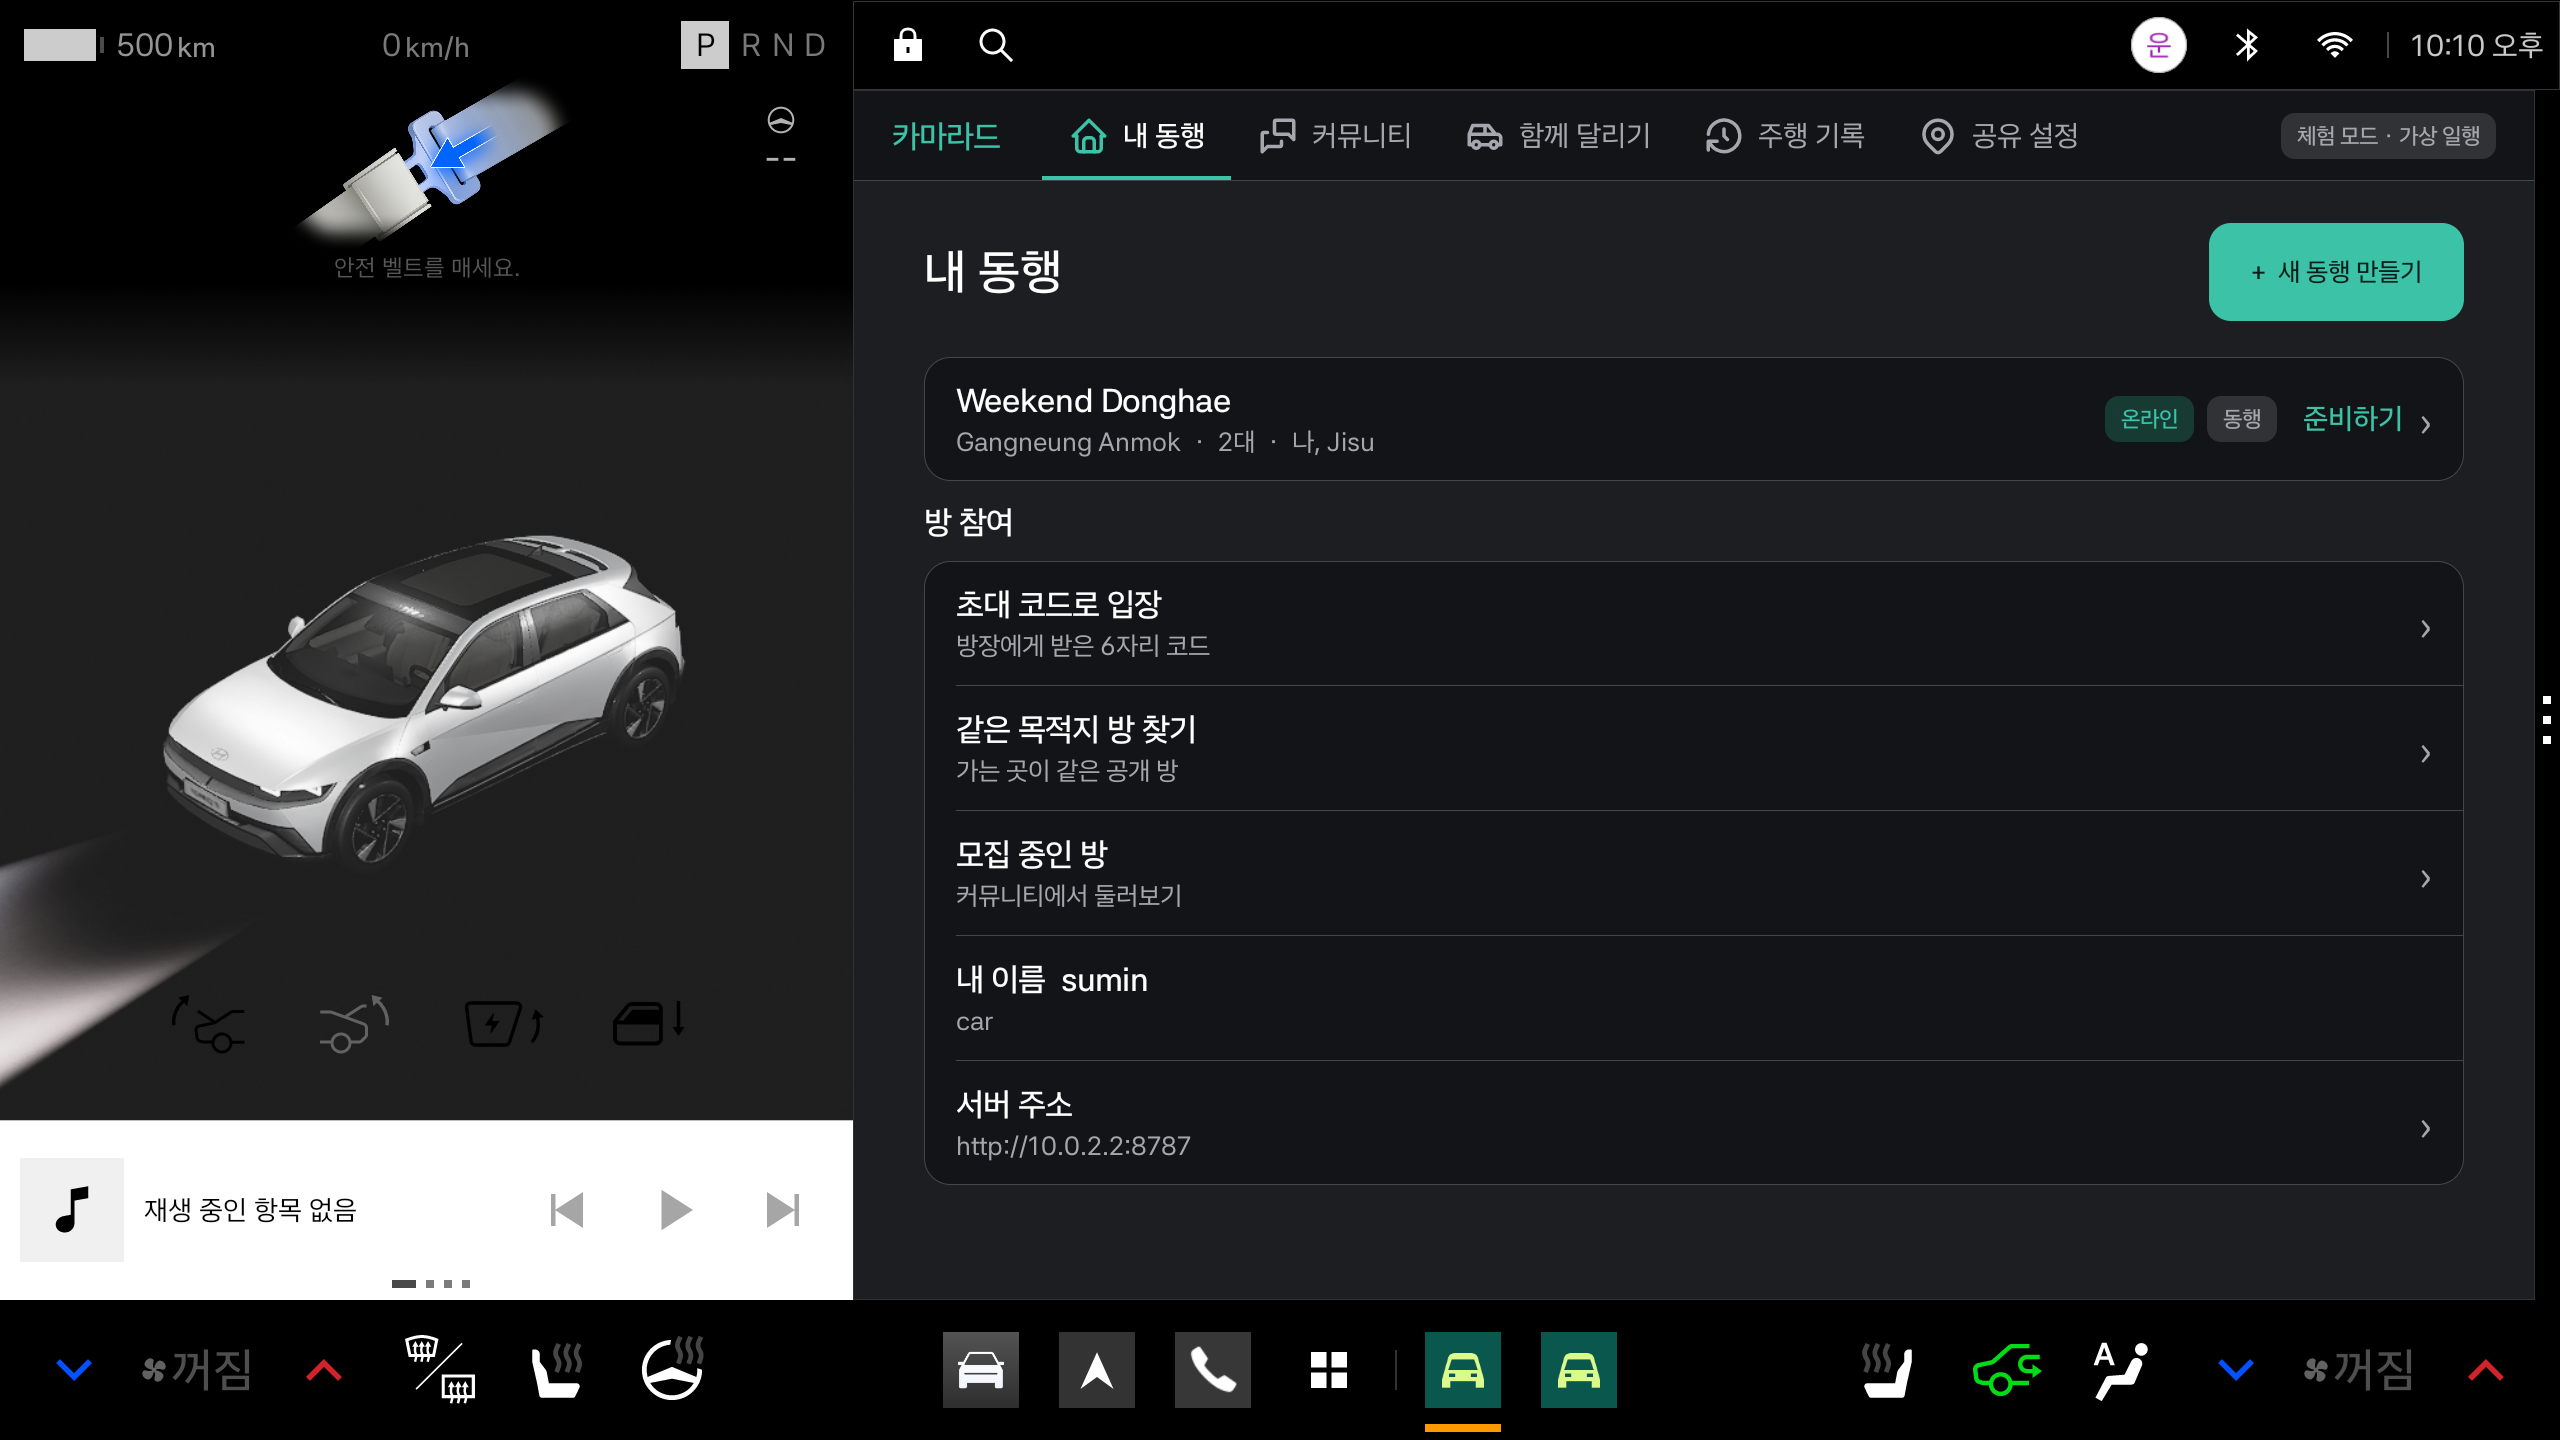 500 km
0 km/h
P R N D
운
10:10 오후
안전 벨트를 매세요.
카마라드
내 동행
커뮤니티
함께 달리기
주행 기록
공유 설정
체험 모드 · 가상 일행
내 동행
+ 새 동행 만들기
Weekend Donghae
Gangneung Anmok · 2대 · 나, Jisu
온라인
동행
준비하기
방 참여
초대 코드로 입장
방장에게 받은 6자리 코드
같은 목적지 방 찾기
가는 곳이 같은 공개 방
모집 중인 방
커뮤니티에서 둘러보기
내 이름 sumin
car
서버 주소
http://10.0.2.2:8787
재생 중인 항목 없음
꺼짐
A
꺼짐